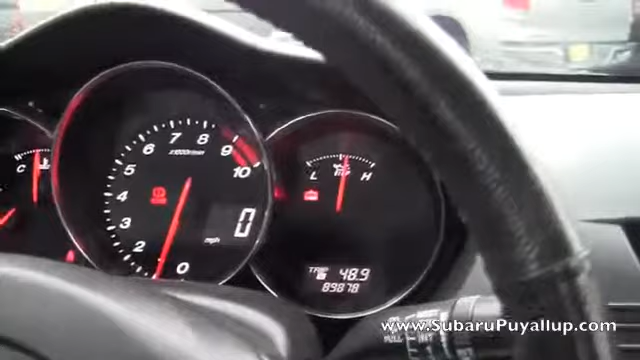 7
6 8
x1000r/min
5 9
4 10
3
2 0
mph
0
C
L H
TRIP 48.9
89878
www.SubaruPuyallup.com